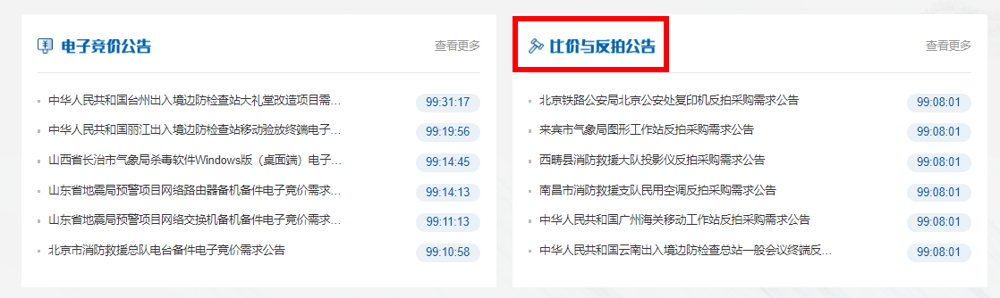 电子竞价公告
查看更多
中华人民共和国台州出入境边防检查站大礼堂改造项目需…
99:31:17
中华人民共和国丽江出入境边防检查站移动验放终端电子…
99:19:56
山西省长治市气象局杀毒软件Windows版（桌面端）电子…
99:14:45
山东省地震局预警项目网络路由器备机备件电子竞价需求…
99:14:13
山东省地震局预警项目网络交换机备机备件电子竞价需求…
99:11:13
北京市消防救援总队电台备件电子竞价需求公告
99:10:58
比价与反拍公告
查看更多
北京铁路公安局北京公安处复印机反拍采购需求公告
99:08:01
来宾市气象局图形工作站反拍采购需求公告
99:08:01
西畴县消防救援大队投影仪反拍采购需求公告
99:08:01
南昌市消防救援支队民用空调反拍采购需求公告
99:08:01
中华人民共和国广州海关移动工作站反拍采购需求公告
99:08:01
中华人民共和国云南出入境边防检查总站一般会议终端反…
99:08:01